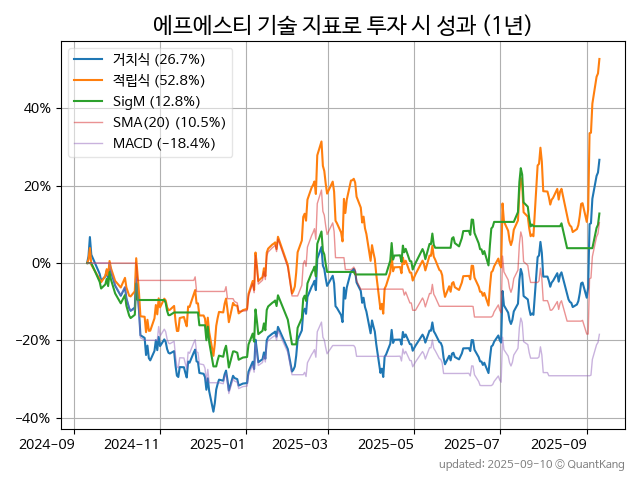 에프에스티 기술 지표로 투자 시 성과 (1년)
거치식 (26.7%)
적립식 (52.8%)
SigM (12.8%)
SMA(20) (10.5%)
MACD (−18.4%)
40%
20%
0%
−20%
−40%
2024-09 2024-11 2025-01 2025-03 2025-05 2025-07 2025-09
updated: 2025-09-10 © QuantKang